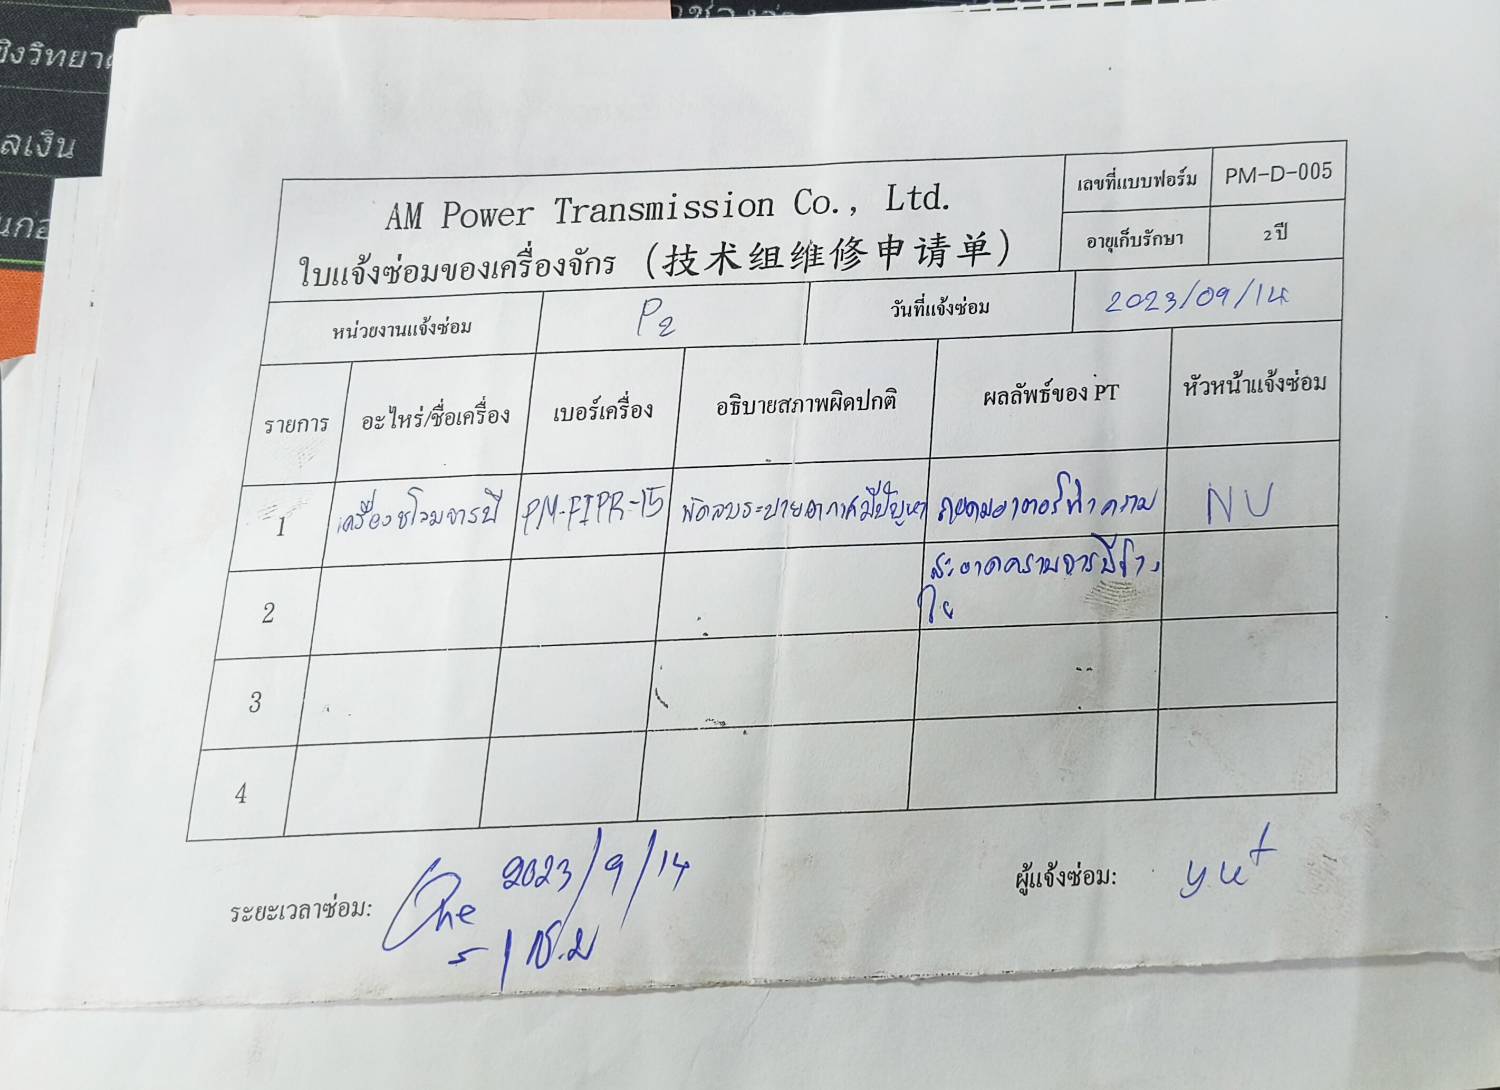 ชิงวิทยา
ลเงิน
AM Power Transmission Co., Ltd.
ใบแจ้งซ่อมของเครื่องจักร (技术组维修申请单)
เลขที่แบบฟอร์ม PM-D-005
อายุเก็บรักษา 2 ปี
หน่วยงานแจ้งซ่อม P2 วันที่แจ้งซ่อม 2023/09/14
รายการ อะไหร่/ชื่อเครื่อง เบอร์เครื่อง อธิบายสภาพผิดปกติ ผลลัพธ์ของ PT หัวหน้าแจ้งซ่อม
1 เครื่องชโลมจารบี PM-FIPR-15 พัดลมระบายอากาศมีปัญหา ถอดมอเตอร์ทำความ NU
สะอาดคราบจารบี
2
3
4
ระยะเวลาซ่อม: 2023/9/14
1 ช.ม
ผู้แจ้งซ่อม: yut